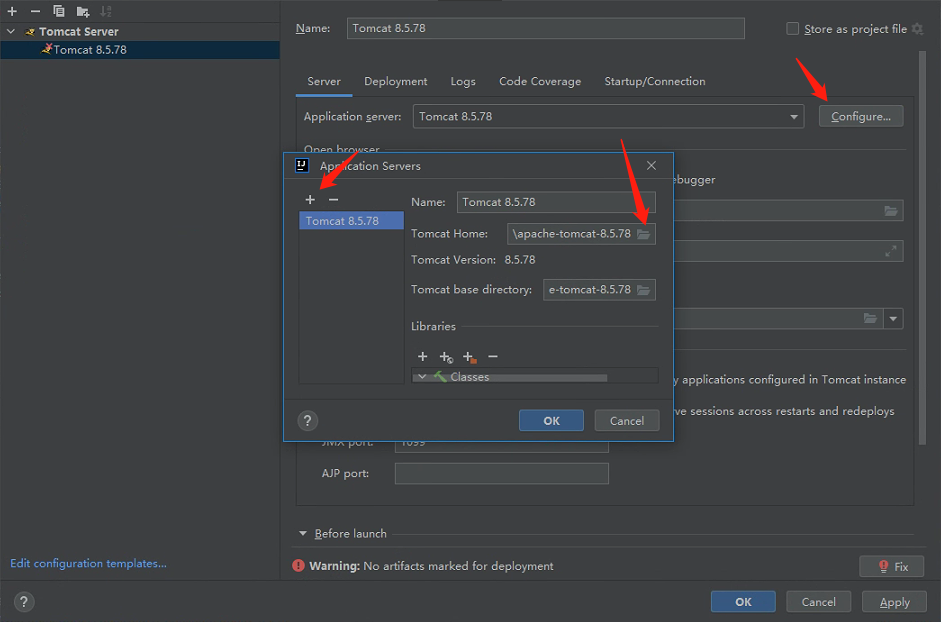 Name:
Tomcat 8.5.78
Store as project file
Tomcat Server
Tomcat 8.5.78
Server
Deployment
Logs
Code Coverage
Startup/Connection
Application server:
Tomcat 8.5.78
Configure...
Open browser
Application Servers
ebugger
Name:
Tomcat 8.5.78
Tomcat 8.5.78
Tomcat Home:
\apache-tomcat-8.5.78
Tomcat Version: 8.5.78
Tomcat base directory:
e-tomcat-8.5.78
Libraries
Classes
y applications configured in Tomcat instance
ve sessions across restarts and redeploys
?
OK
Cancel
JMX port:
1099
AJP port:
Before launch
Edit configuration templates...
Warning: No artifacts marked for deployment
Fix
?
OK
Cancel
Apply